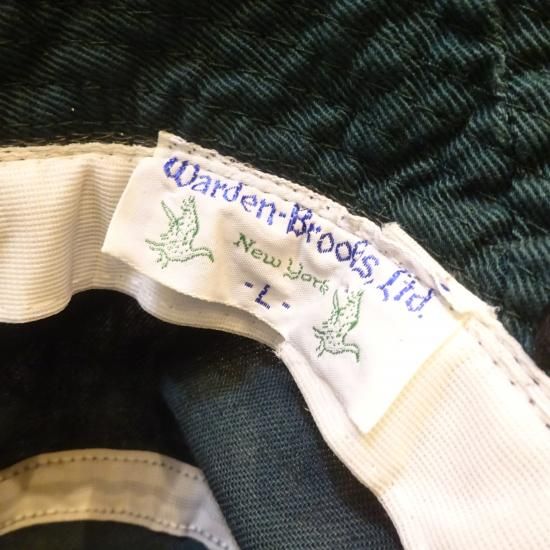 Warden-Brooks, Ltd.
New York
- L -